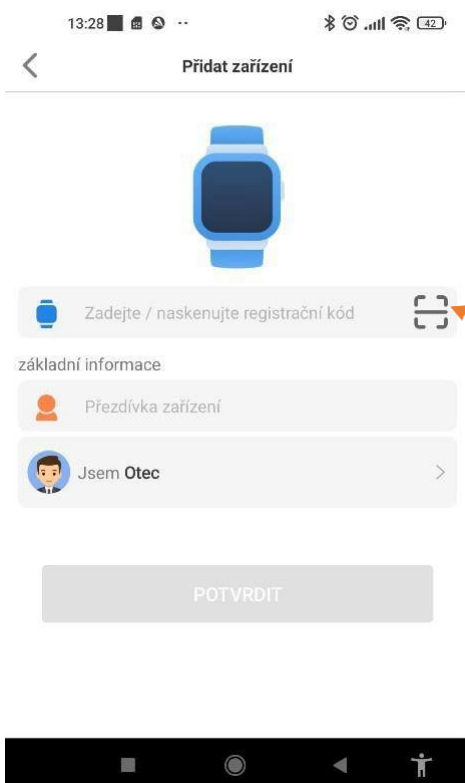 13:28
42
Přidat zařízení
Zadejte / naskenujte registrační kód
základní informace
Přezdívka zařízení
Jsem Otec
POTVRDIT